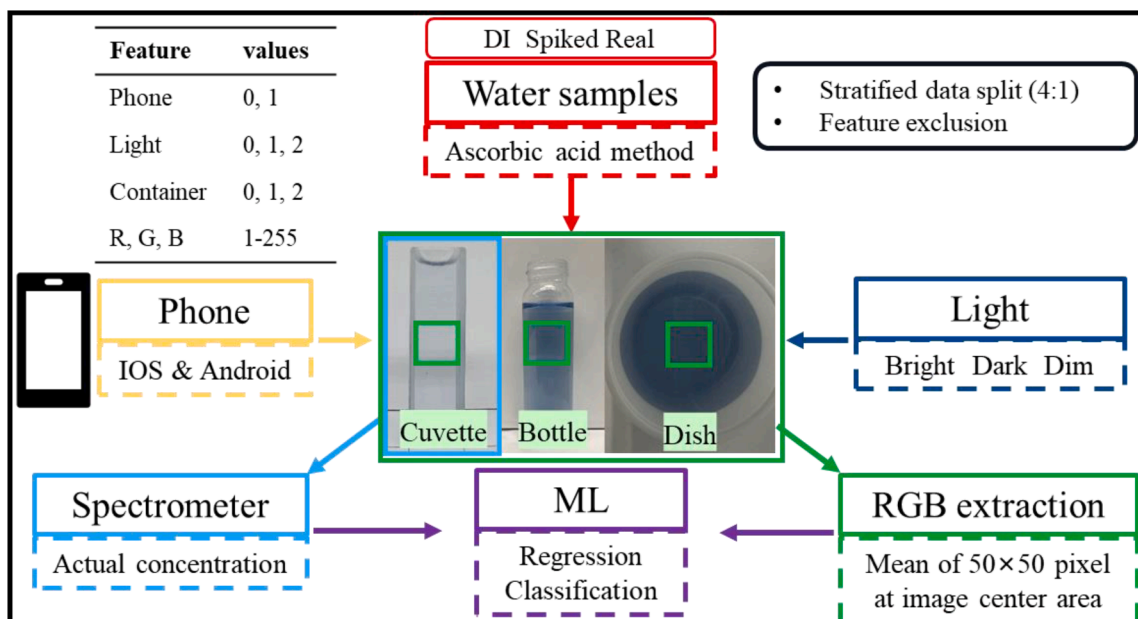 Feature values
Phone 0, 1
Light 0, 1, 2
Container 0, 1, 2
R, G, B 1-255
DI Spiked Real
Water samples
Ascorbic acid method
• Stratified data split (4:1)
• Feature exclusion
Phone
IOS & Android
Cuvette
Bottle
Dish
Light
Bright Dark Dim
Spectrometer
Actual concentration
ML
Regression
Classification
RGB extraction
Mean of 50×50 pixel
at image center area